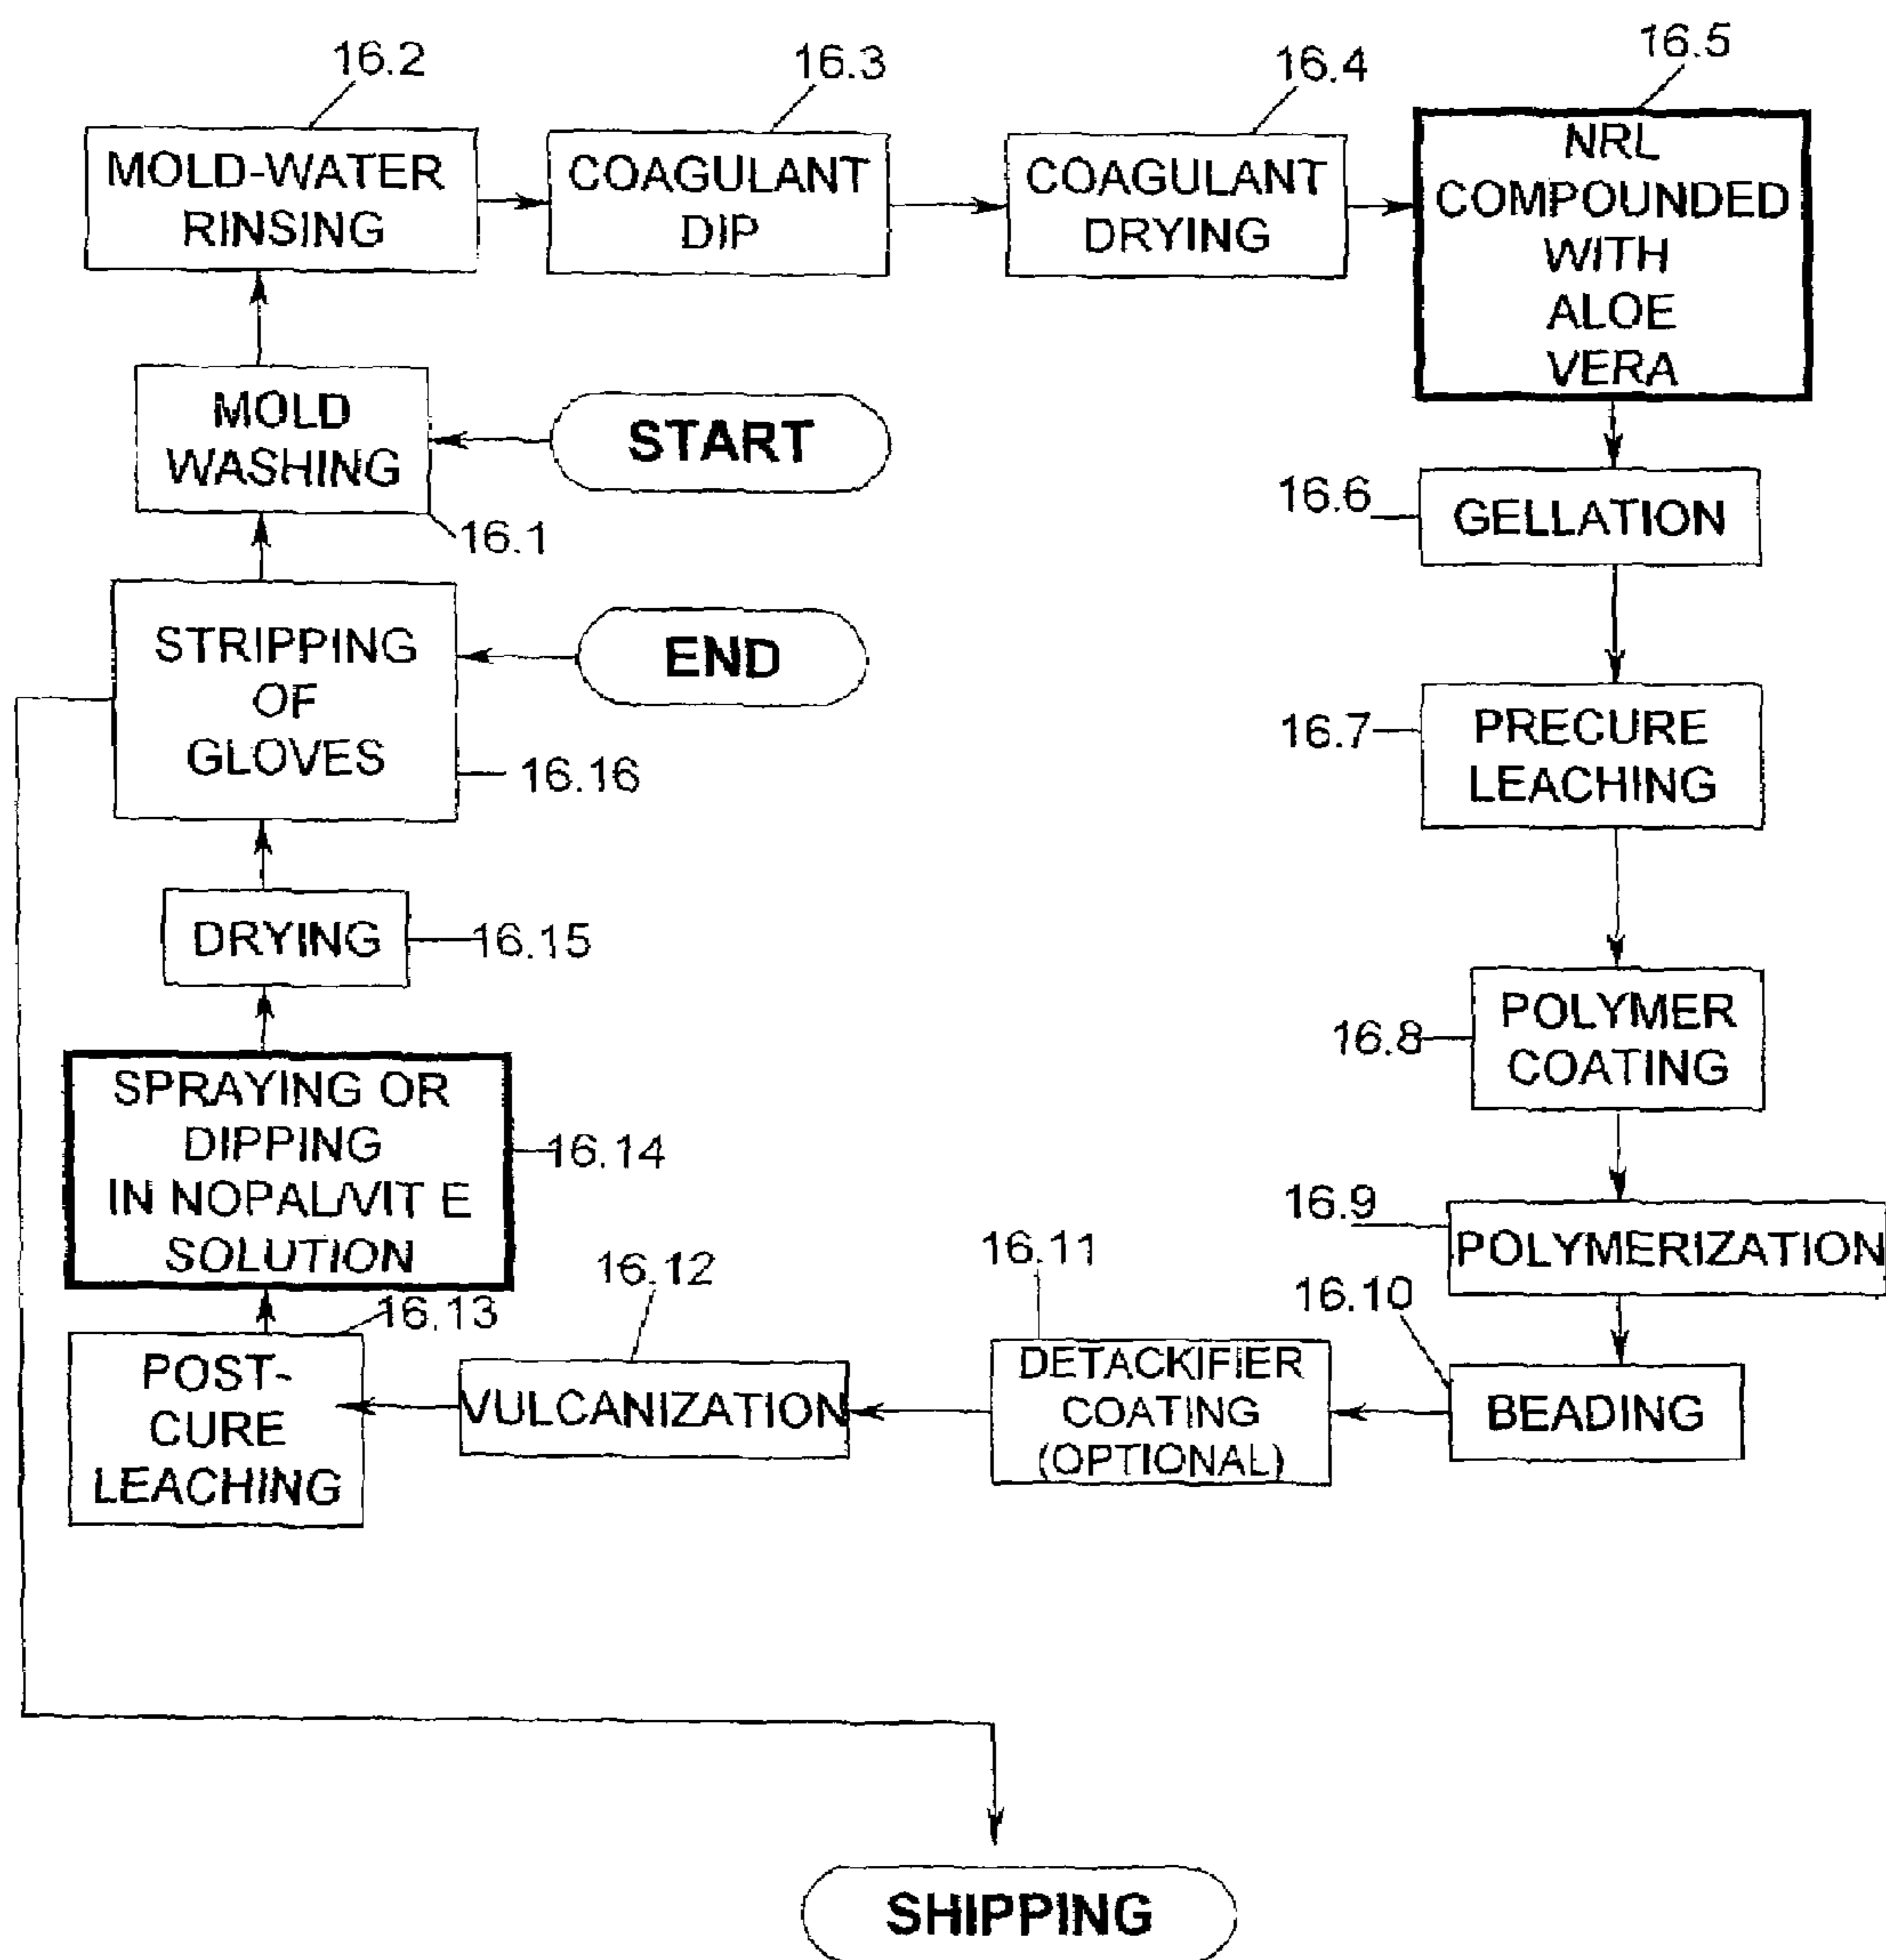 16.2
16.3
16.4
16.5
MOLD-WATER
RINSING
COAGULANT
DIP
COAGULANT
DRYING
NRL
COMPOUNDED
WITH
ALOE
VERA
MOLD
WASHING
START
16.1
16.6
GELLATION
STRIPPING
OF
GLOVES
END
16.16
16.7
PRECURE
LEACHING
DRYING
16.15
16.8
POLYMER
COATING
SPRAYING OR
DIPPING
IN NOPAL/VIT E
SOLUTION
16.14
16.9
POLYMERIZATION
16.10
BEADING
16.11
DETACKIFIER
COATING
(OPTIONAL)
16.12
VULCANIZATION
16.13
POST-
CURE
LEACHING
SHIPPING